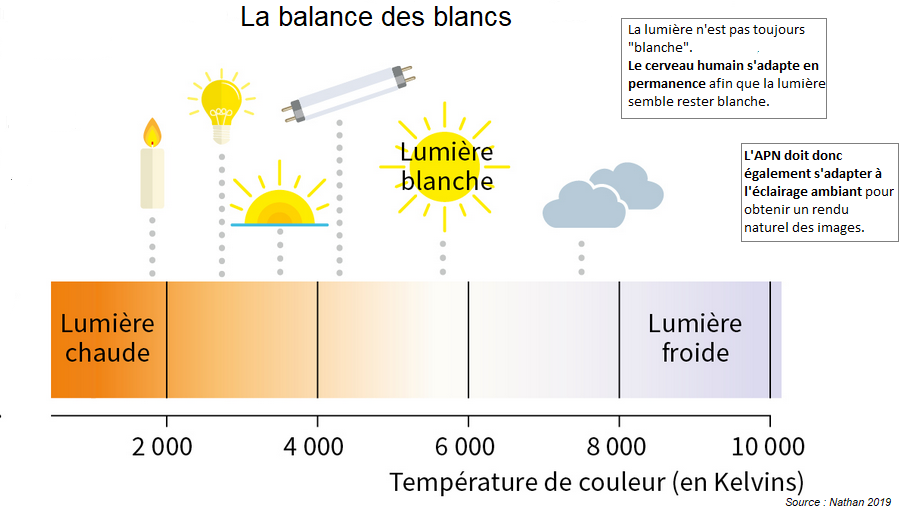 La balance des blancs
La lumière n'est pas toujours
"blanche".
Le cerveau humain s'adapte en
permanence afin que la lumière
semble rester blanche.
L'APN doit donc
également s'adapter à
l'éclairage ambiant pour
obtenir un rendu
naturel des images.
Lumière
blanche
Lumière
chaude
Lumière
froide
2 000 4 000 6 000 8 000 10 000
Température de couleur (en Kelvins)
Source : Nathan 2019